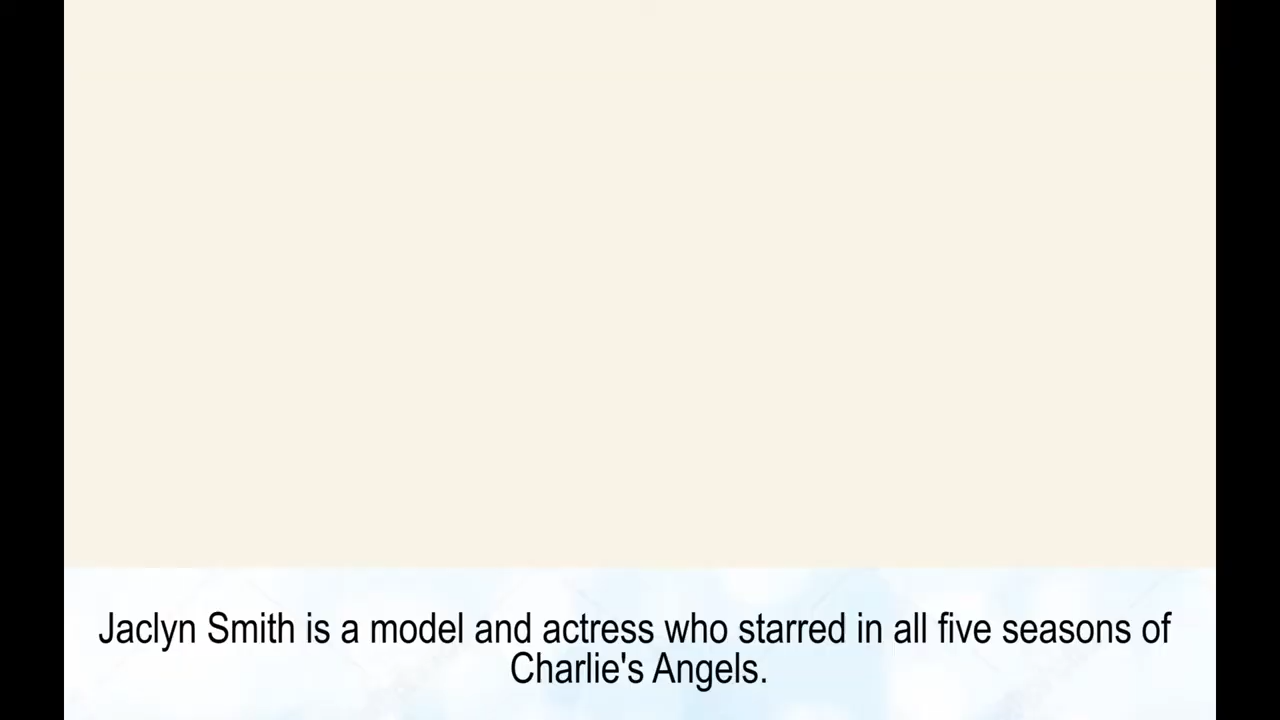 Jaclyn Smith is a model and actress who starred in all five seasons of
Charlie's Angels.